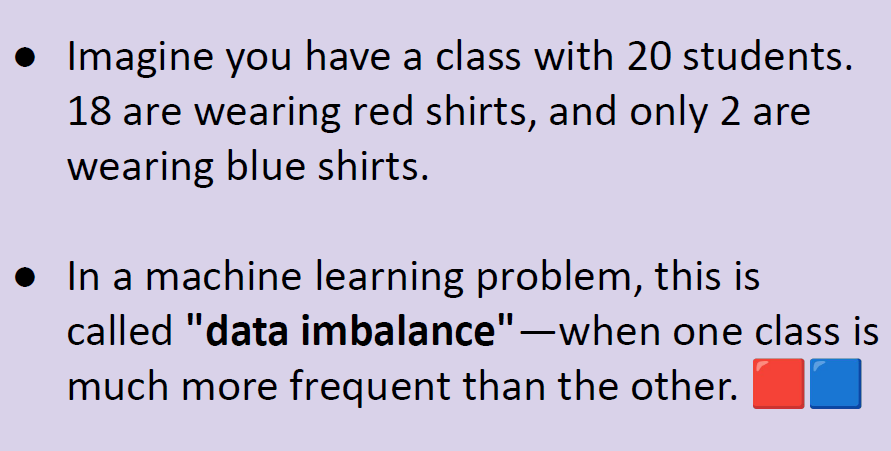 ● Imagine you have a class with 20 students.
18 are wearing red shirts, and only 2 are
wearing blue shirts.
● In a machine learning problem, this is
called "data imbalance"—when one class is
much more frequent than the other. 🟥🟦